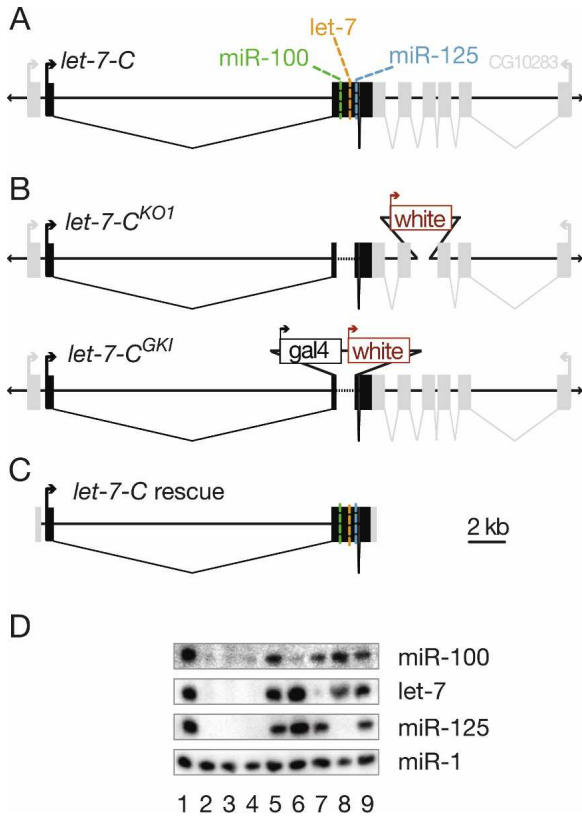 A
let-7-C
let-7
miR-100
miR-125
CG10283
B
let-7-C^KO1
white
let-7-C^GKI
gal4
white
C
let-7-C rescue
2 kb
D
miR-100
let-7
miR-125
miR-1
1 2 3 4 5 6 7 8 9